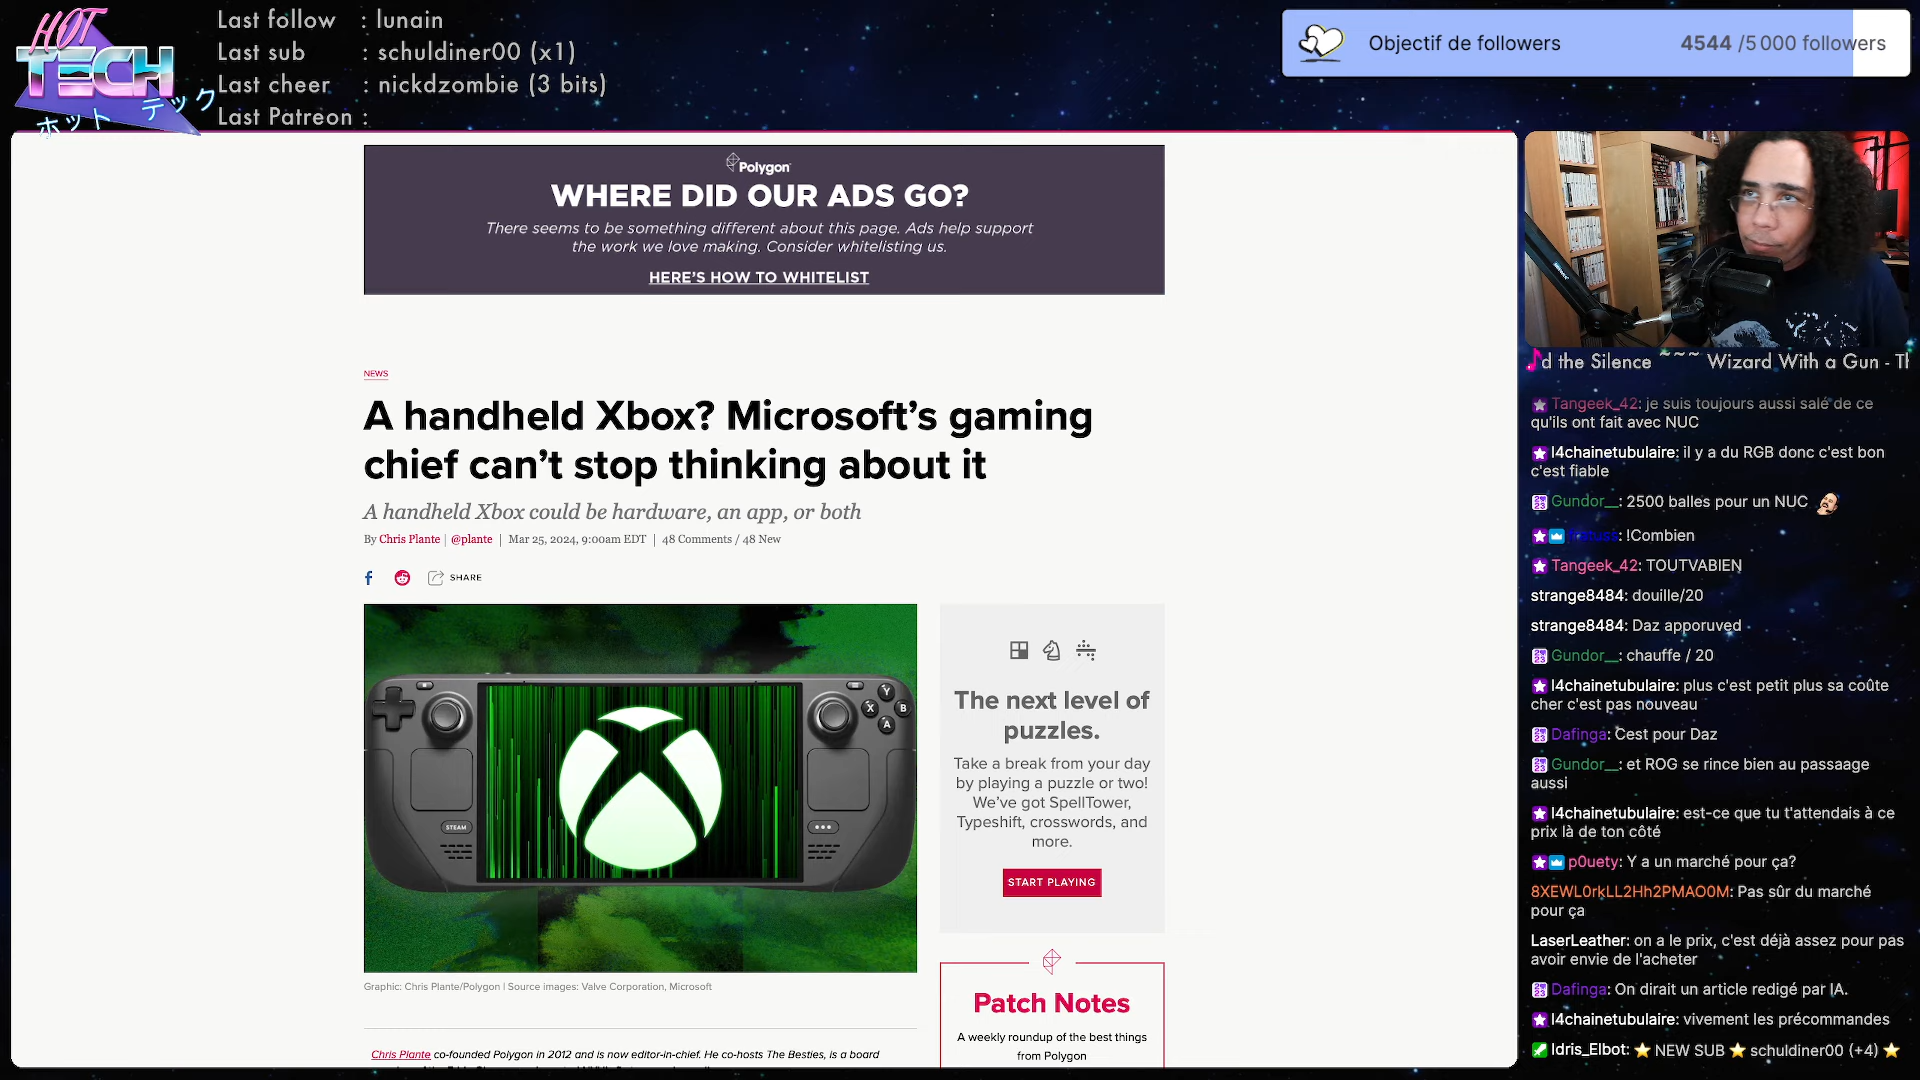 HOT
TECH
ホット テック
Last follow : lunain
Last sub : schuldiner00 (x1)
Last cheer : nickdzombie (3 bits)
Last Patreon :
Objectif de followers 4544 /5 000 followers
Polygon
WHERE DID OUR ADS GO?
There seems to be something different about this page. Ads help support
the work we love making. Consider whitelisting us.
HERE'S HOW TO WHITELIST
NEWS
A handheld Xbox? Microsoft's gaming
chief can't stop thinking about it
A handheld Xbox could be hardware, an app, or both
By Chris Plante | @plante | Mar 25, 2024, 9:00am EDT | 48 Comments / 48 New
SHARE
Y
X
B
A
STEAM
Graphic: Chris Plante/Polygon | Source images: Valve Corporation, Microsoft
Chris Plante co-founded Polygon in 2012 and is now editor-in-chief. He co-hosts The Besties, is a board
The next level of
puzzles.
Take a break from your day
by playing a puzzle or two!
We've got SpellTower,
Typeshift, crosswords, and
more.
START PLAYING
Patch Notes
A weekly roundup of the best things
from Polygon
d the Silence ~~~ Wizard With a Gun - Th
Tangeek_42: je suis toujours aussi salé de ce
qu'ils ont fait avec NUC
l4chainetubulaire: il y a du RGB donc c'est bon
c'est fiable
Gundor__: 2500 balles pour un NUC
: !Combien
Tangeek_42: TOUTVABIEN
strange8484: douille/20
strange8484: Daz apporuved
Gundor__: chauffe / 20
l4chainetubulaire: plus c'est petit plus sa coûte
cher c'est pas nouveau
Dafinga: Cest pour Daz
Gundor__: et ROG se rince bien au passaage
aussi
l4chainetubulaire: est-ce que tu t'attendais à ce
prix là de ton côté
p0uety: Y a un marché pour ça?
8XEWL0rkLL2Hh2PMAO0M: Pas sûr du marché
pour ça
LaserLeather: on a le prix, c'est déjà assez pour pas
avoir envie de l'acheter
Dafinga: On dirait un article redigé par IA.
l4chainetubulaire: vivement les précommandes
Idris_Elbot: ⭐ NEW SUB ⭐ schuldiner00 (+4) ⭐